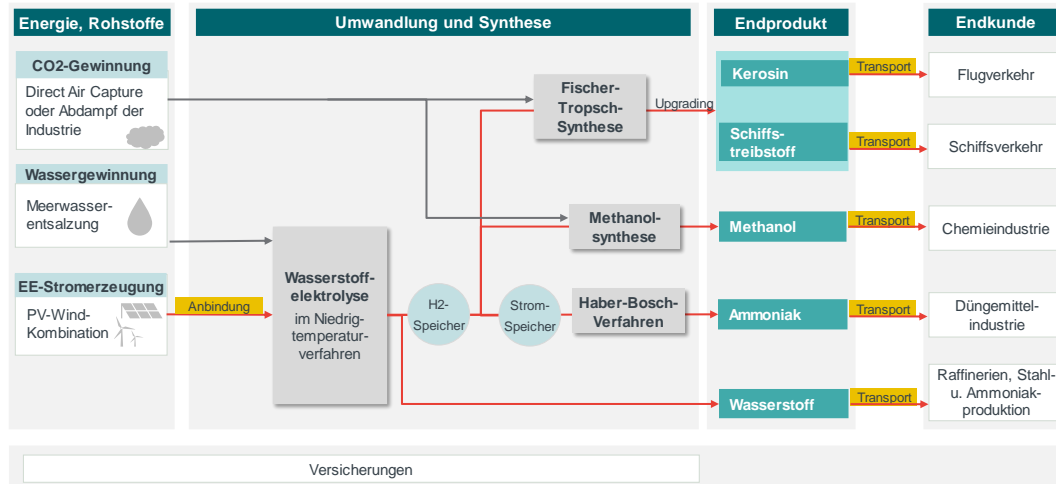 Energie, Rohstoffe
Umwandlung und Synthese
Endprodukt
Endkunde
CO2-Gewinnung
Direct Air Capture
oder Abdampf der
Industrie
Wassergewinnung
Meerwasser-
entsalzung
EE-Stromerzeugung
PV-Wind-
Kombination
Anbindung
Wasserstoff-
elektrolyse
im Niedrig-
temperatur-
verfahren
H2-
Speicher
Strom-
Speicher
Fischer-
Tropsch-
Synthese
Upgrading
Methanol-
synthese
Haber-Bosch-
Verfahren
Kerosin
Transport
Flugverkehr
Schiffs-
treibstoff
Transport
Schiffsverkehr
Methanol
Transport
Chemieindustrie
Ammoniak
Transport
Düngemittel-
industrie
Wasserstoff
Transport
Raffinerien, Stahl-
u. Ammoniak-
produktion
Versicherungen